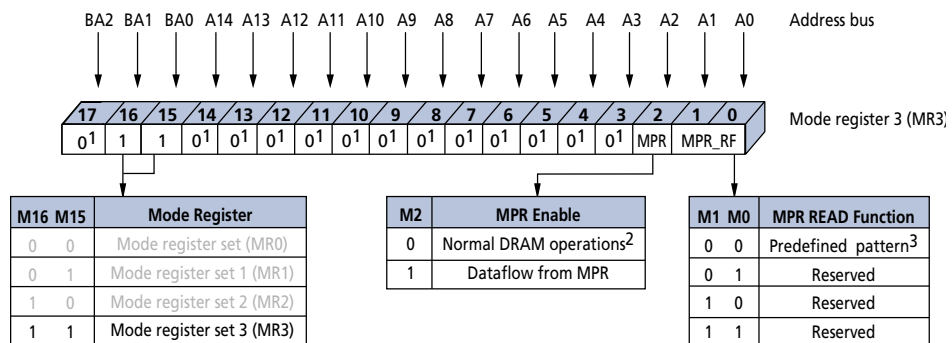 BA2 BA1 BA0 A14 A13 A12 A11 A10 A9 A8 A7 A6 A5 A4 A3 A2 A1 A0 Address bus
17 16 15 14 13 12 11 10 9 8 7 6 5 4 3 2 1 0 Mode register 3 (MR3)
0¹ 1 1 0¹ 0¹ 0¹ 0¹ 0¹ 0¹ 0¹ 0¹ 0¹ 0¹ 0¹ 0¹ MPR MPR_RF
M16 M15 Mode Register
0 0 Mode register set (MR0)
0 1 Mode register set 1 (MR1)
1 0 Mode register set 2 (MR2)
1 1 Mode register set 3 (MR3)
M2 MPR Enable
0 Normal DRAM operations²
1 Dataflow from MPR
M1 M0 MPR READ Function
0 0 Predefined pattern³
0 1 Reserved
1 0 Reserved
1 1 Reserved